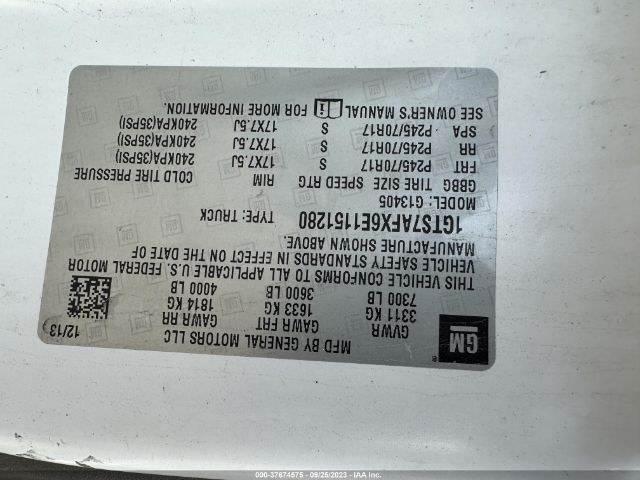 GM
®
MFD BY GENERAL MOTORS LLC
12/13
GVWR GAWR FRT GAWR RR
3311 KG 1633 KG 1814 KG
7300 LB 3600 LB 4000 LB
THIS VEHICLE CONFORMS TO ALL APPLICABLE U.S. FEDERAL MOTOR
VEHICLE SAFETY STANDARDS IN EFFECT ON THE DATE OF
MANUFACTURE SHOWN ABOVE.
1GTS7AFX6E1151280 TYPE: TRUCK
MODEL: G13405
GBBG TIRE SIZE SPEED RTG RIM COLD TIRE PRESSURE
FRT P245/70R17 S 17X7.5J 240KPA(35PSI)
RR P245/70R17 S 17X7.5J 240KPA(35PSI)
SPA P245/70R17 S 17X7.5J 240KPA(35PSI)
SEE OWNER'S MANUAL FOR MORE INFORMATION.
000-37674575 - 09/25/2023 - IAA Inc.